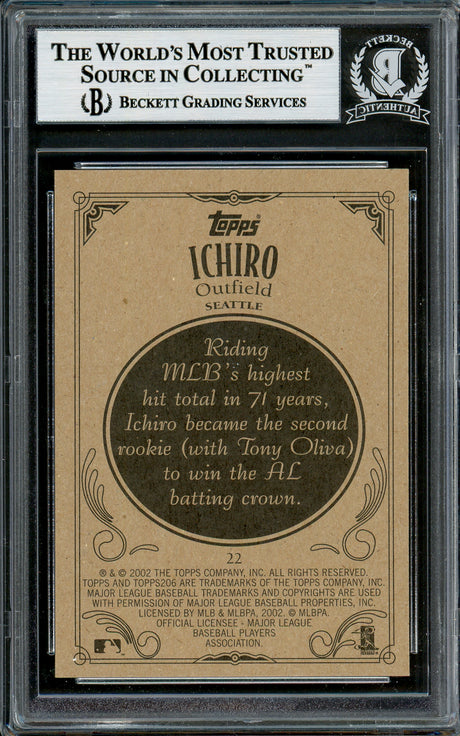 THE WORLD'S MOST TRUSTED
SOURCE IN COLLECTING™
B BECKETT GRADING SERVICES
BECKETT
B
AUTHENTIC
Topps®
ICHIRO
Outfield
SEATTLE
Riding
MLB's highest
hit total in 71 years,
Ichiro became the second
rookie (with Tony Oliva)
to win the AL
batting crown.
22
® & © 2002 THE TOPPS COMPANY, INC. ALL RIGHTS RESERVED.
TOPPS AND TOPPS206 ARE TRADEMARKS OF THE TOPPS COMPANY, INC.
MAJOR LEAGUE BASEBALL TRADEMARKS AND COPYRIGHTS ARE USED
WITH PERMISSION OF MAJOR LEAGUE BASEBALL PROPERTIES, INC.
LICENSED BY MLB & MLBPA, 2002. © MLBPA.
OFFICIAL LICENSEE - MAJOR LEAGUE
BASEBALL PLAYERS
ASSOCIATION.